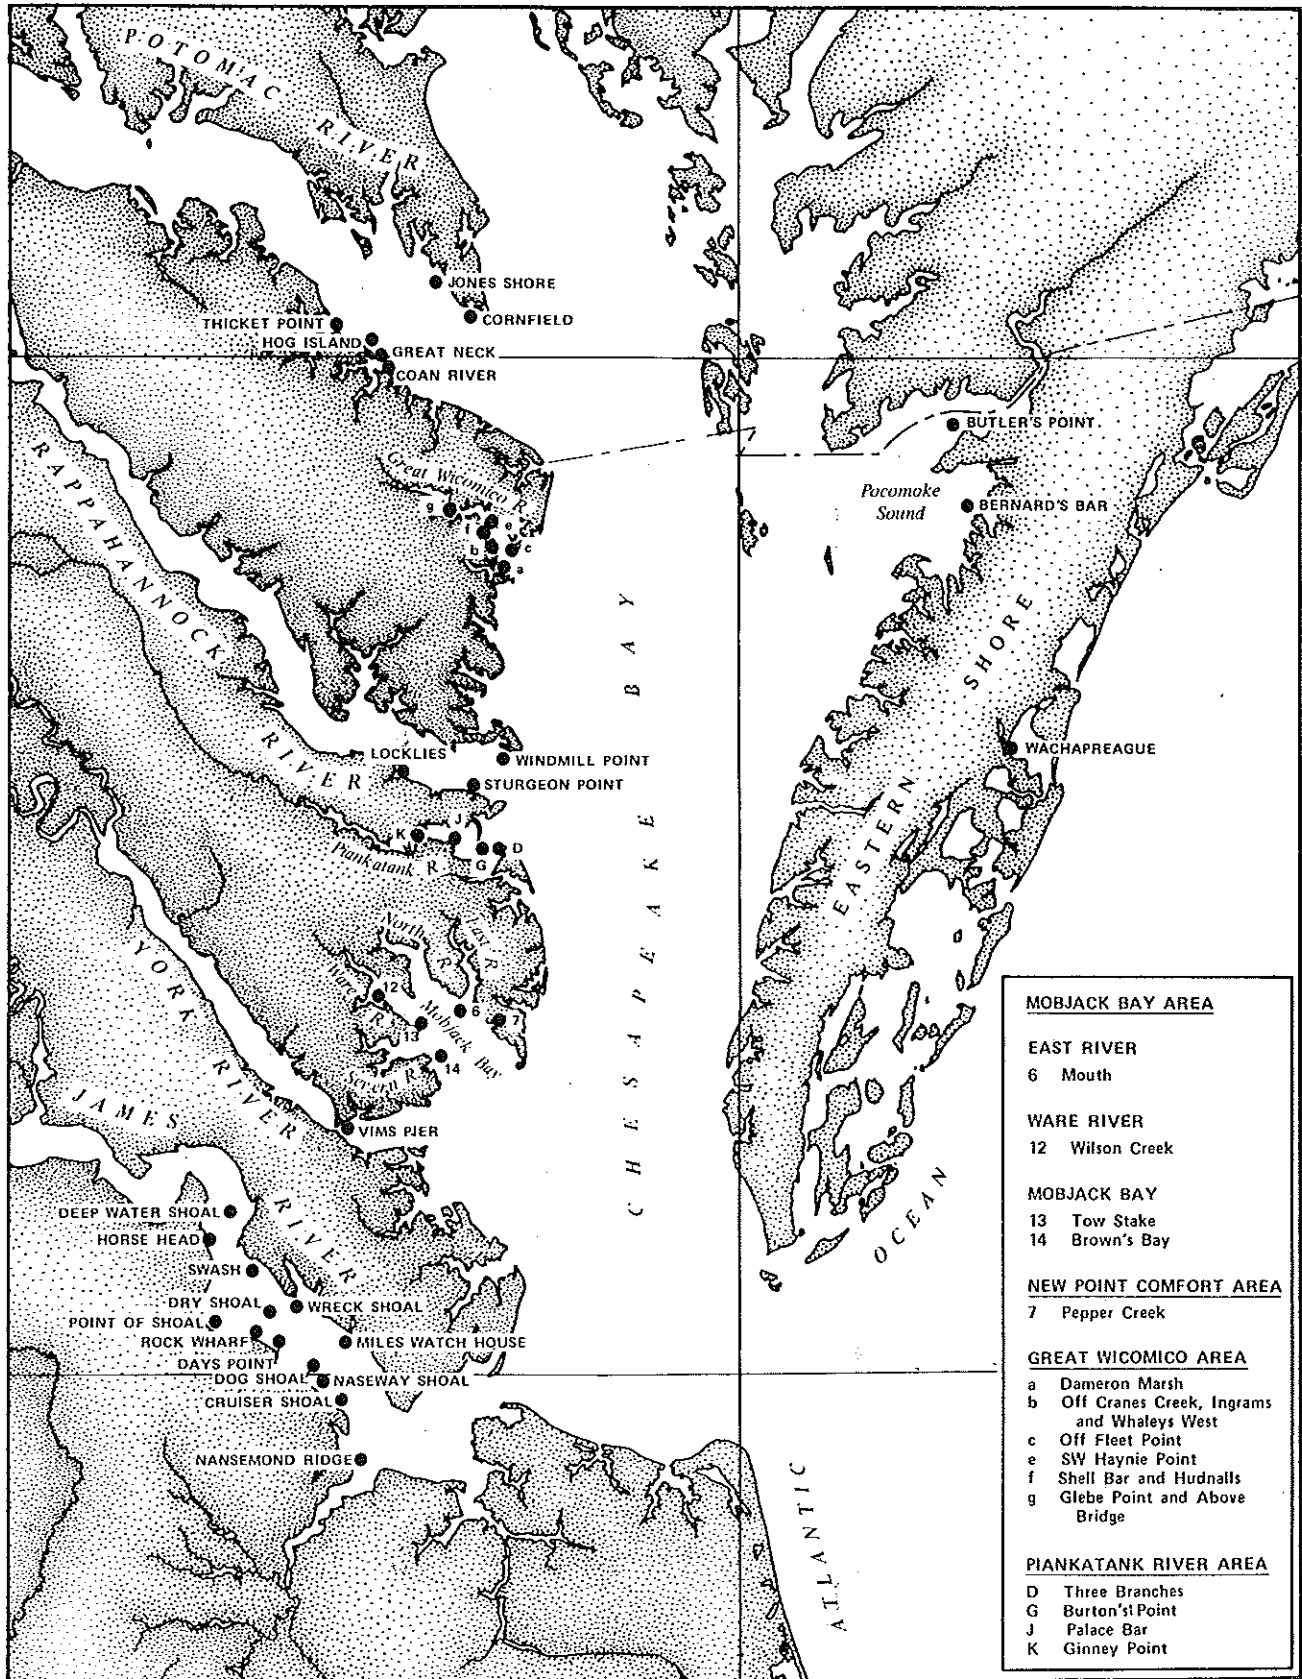 POTOMAC
RIVER
JONES SHORE
CORNFIELD
THICKET POINT
HOG ISLAND
GREAT NECK
COAN RIVER
BUTLER'S POINT
Great Wicomico R.
g
e
b
c
a
Pocomoke
Sound
BERNARD'S BAR
RAPPAHANNOCK
RIVER
CHESAPEAKE BAY
EASTERN SHORE
WACHAPREAGUE
LOCKLIES
WINDMILL POINT
STURGEON POINT
K
J
G
D
Piankatank R.
YORK
RIVER
North R.
East R.
Ware R.
12
6
7
13
14
Mobjack Bay
Severn R.
VIMS PIER
JAMES
RIVER
DEEP WATER SHOAL
HORSE HEAD
SWASH
DRY SHOAL
WRECK SHOAL
POINT OF SHOAL
ROCK WHARF
MILES WATCH HOUSE
DAYS POINT
DOG SHOAL
NASEWAY SHOAL
CRUISER SHOAL
NANSEMOND RIDGE
ATLANTIC
OCEAN
MOBJACK BAY AREA
EAST RIVER
6 Mouth
WARE RIVER
12 Wilson Creek
MOBJACK BAY
13 Tow Stake
14 Brown's Bay
NEW POINT COMFORT AREA
7 Pepper Creek
GREAT WICOMICO AREA
a Dameron Marsh
b Off Cranes Creek, Ingrams
and Whaleys West
c Off Fleet Point
e SW Haynie Point
f Shell Bar and Hudnalls
g Glebe Point and Above
Bridge
PIANKATANK RIVER AREA
D Three Branches
G Burton's Point
J Palace Bar
K Ginney Point